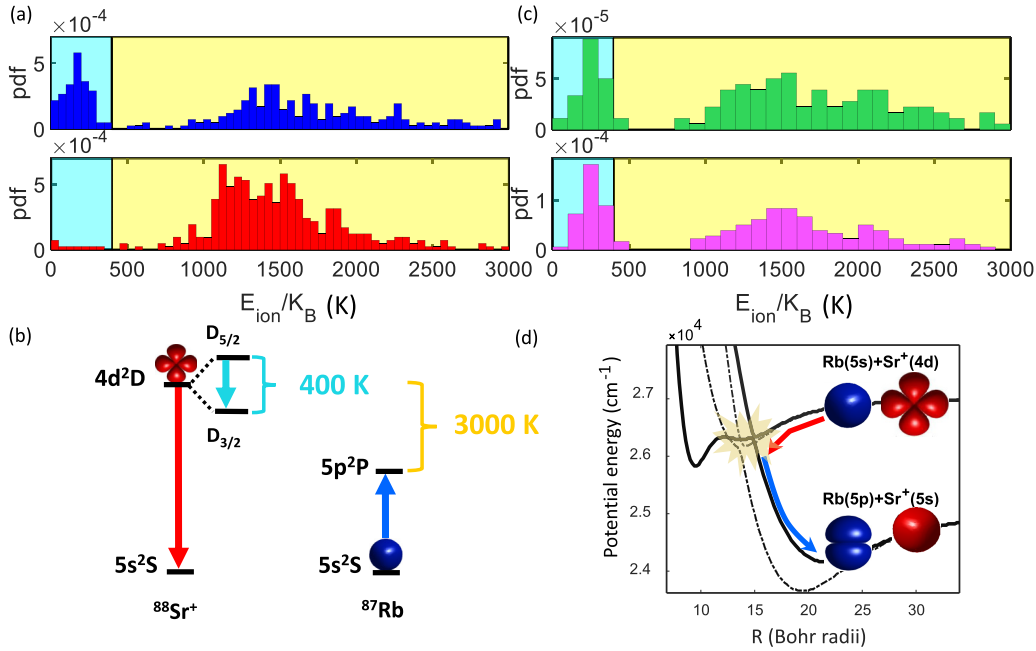 (a)
×10⁻⁴
5
0
pdf
×10⁻⁴
5
0
pdf
0 500 1000 1500 2000 2500 3000
E_ion/K_B (K)
(c)
×10⁻⁵
5
0
pdf
×10⁻⁴
1
0
pdf
0 500 1000 1500 2000 2500 3000
E_ion/K_B (K)
(b)
D₅/₂
4d²D
400 K
D₃/₂
3000 K
5p²P
5s²S
5s²S
⁸⁸Sr⁺
⁸⁷Rb
(d)
×10⁴
Rb(5s)+Sr⁺(4d)
2.7
2.6
Rb(5p)+Sr⁺(5s)
2.5
2.4
Potential energy (cm⁻¹)
10 15 20 25 30
R (Bohr radii)